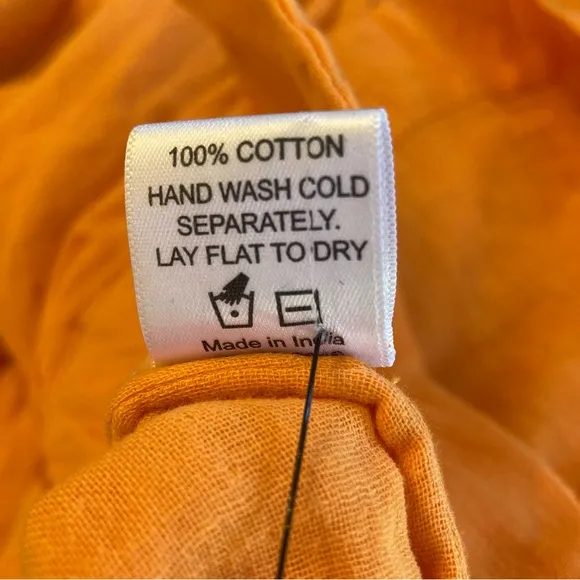 100% COTTON
HAND WASH COLD
SEPARATELY.
LAY FLAT TO DRY
Made in India